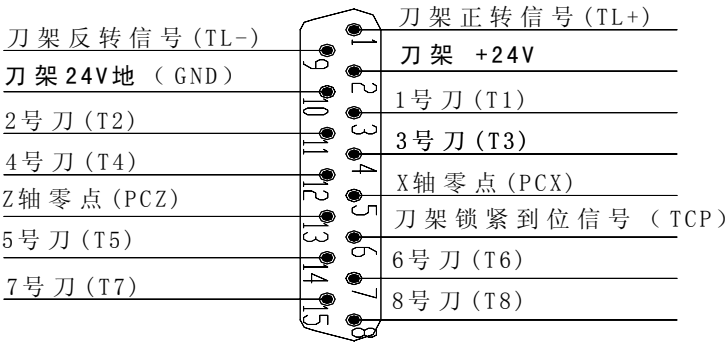 刀架正转信号(TL+)
刀架反转信号(TL-)
1
刀架 +24V
9
刀架24V地（GND）
2
1号刀(T1)
10
2号刀(T2)
3
3号刀(T3)
11
4号刀(T4)
4
X轴零点(PCX)
12
Z轴零点(PCZ)
5
刀架锁紧到位信号（TCP)
13
5号刀(T5)
6
6号刀(T6)
14
7号刀(T7)
7
8号刀(T8)
15
8